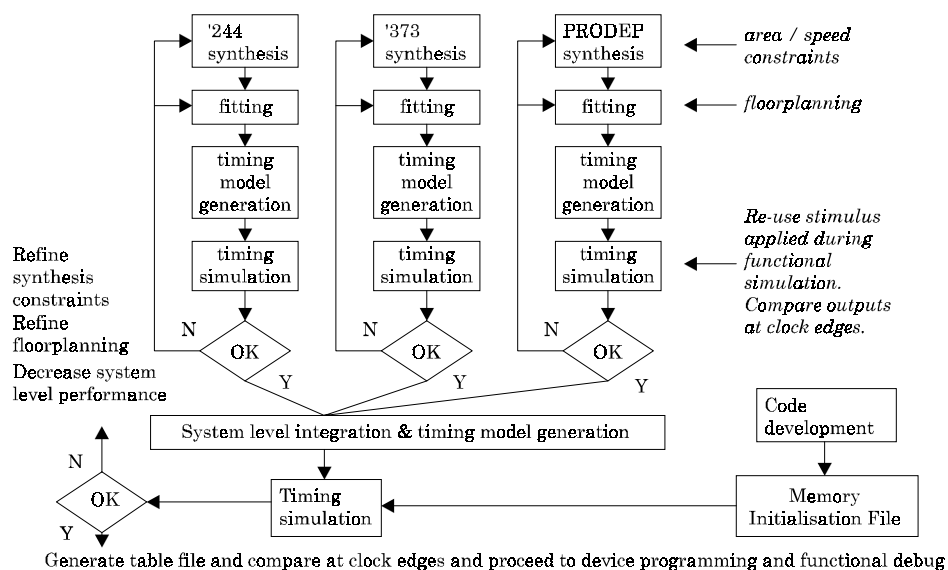 '244
synthesis
'373
synthesis
PRODEP
synthesis
area / speed
constraints
fitting
fitting
fitting
floorplanning
timing
model
generation
timing
model
generation
timing
model
generation
timing
simulation
timing
simulation
timing
simulation
Re-use stimulus
applied during
functional
simulation.
Compare outputs
at clock edges.
Refine
synthesis
constraints
Refine
floorplanning
Decrease system
level performance
N
OK
Y
N
OK
Y
N
OK
Y
System level integration & timing model generation
Code
development
N
OK
Y
Timing
simulation
Memory
Initialisation File
Generate table file and compare at clock edges and proceed to device programming and functional debug